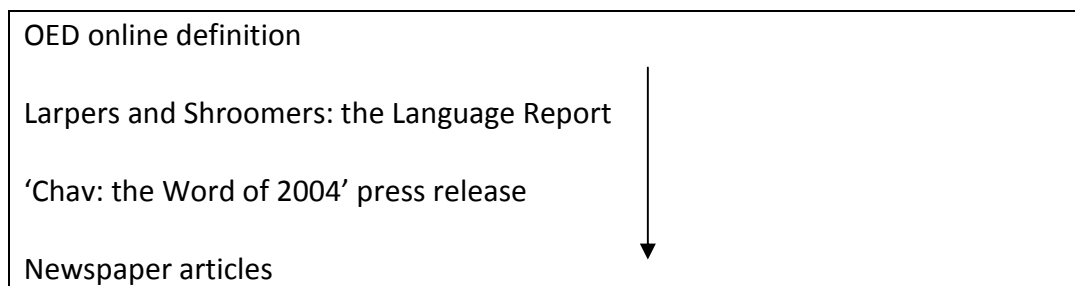 OED online definition
Larpers and Shroomers: the Language Report
‘Chav: the Word of 2004’ press release
Newspaper articles